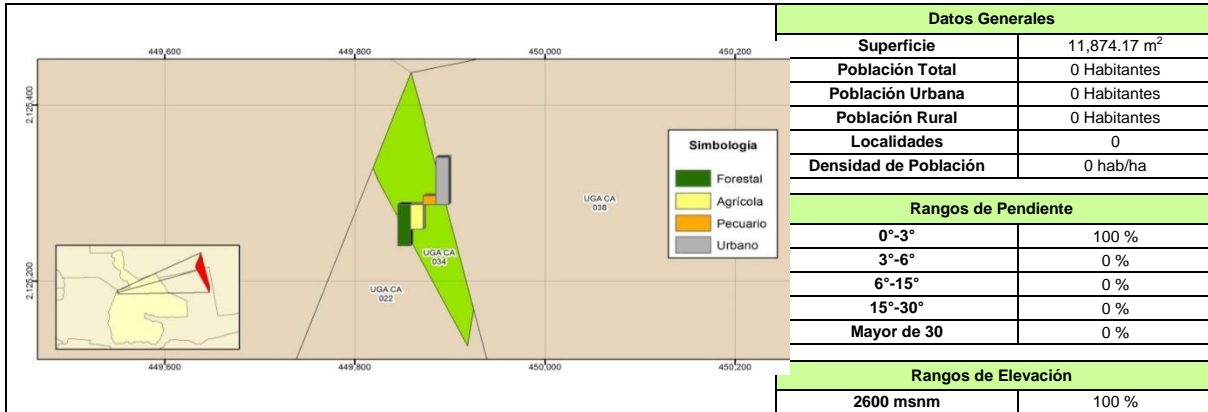 449,600 449,800 450,000 450,200
2,125,400
2,125,200
Simbología
Forestal
Agrícola
Pecuario
Urbano
UGA CA
038
UGA CA
034
UGA CA
022
449,600 449,800 450,000 450,200
Datos Generales
Superficie 11,874.17 m²
Población Total 0 Habitantes
Población Urbana 0 Habitantes
Población Rural 0 Habitantes
Localidades 0
Densidad de Población 0 hab/ha
Rangos de Pendiente
0°-3° 100 %
3°-6° 0 %
6°-15° 0 %
15°-30° 0 %
Mayor de 30 0 %
Rangos de Elevación
2600 msnm 100 %